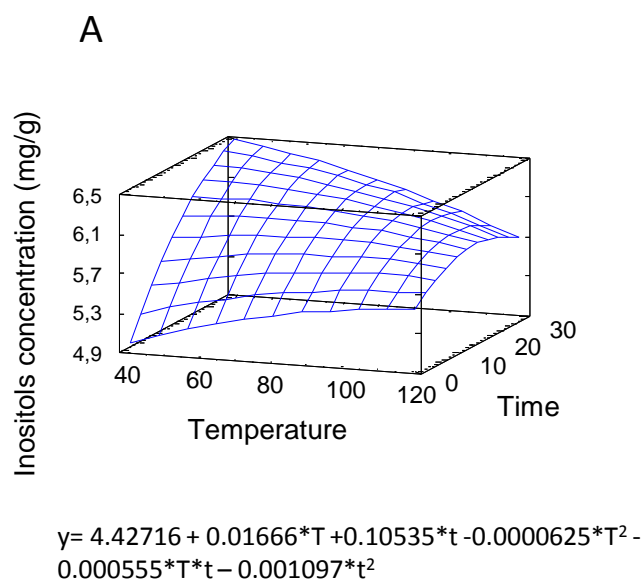 A
Inositols concentration (mg/g)
6,5
6,1
5,7
5,3
4,9
40
60
80
100
120
0
10
20
30
Temperature
Time
y= 4.42716 + 0.01666*T +0.10535*t -0.0000625*T² -
0.000555*T*t – 0.001097*t²